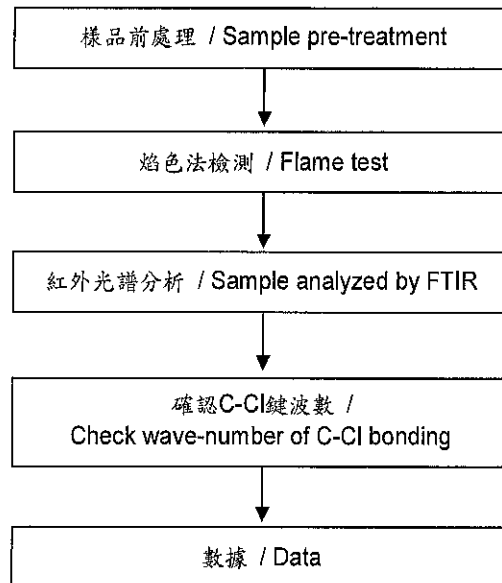 樣品前處理 / Sample pre-treatment
焰色法檢測 / Flame test
紅外光譜分析 / Sample analyzed by FTIR
確認C-Cl鍵波數 /
Check wave-number of C-Cl bonding
數據 / Data